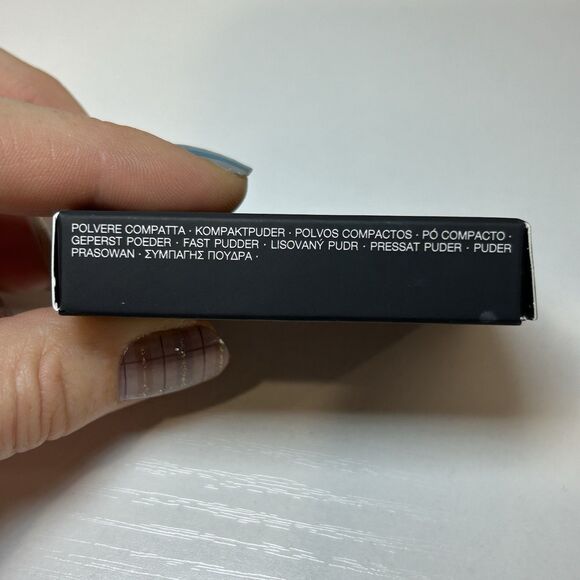 POLVERE COMPATTA · KOMPAKTPUDER · POLVOS COMPACTOS · PÓ COMPACTO ·
GEPERST POEDER · FAST PUDDER · LISOVANÝ PUDR · PRESSAT PUDER · PUDER
PRASOWAN · ΣΥΜΠΑΓΗΣ ΠΟΥΔΡΑ ·